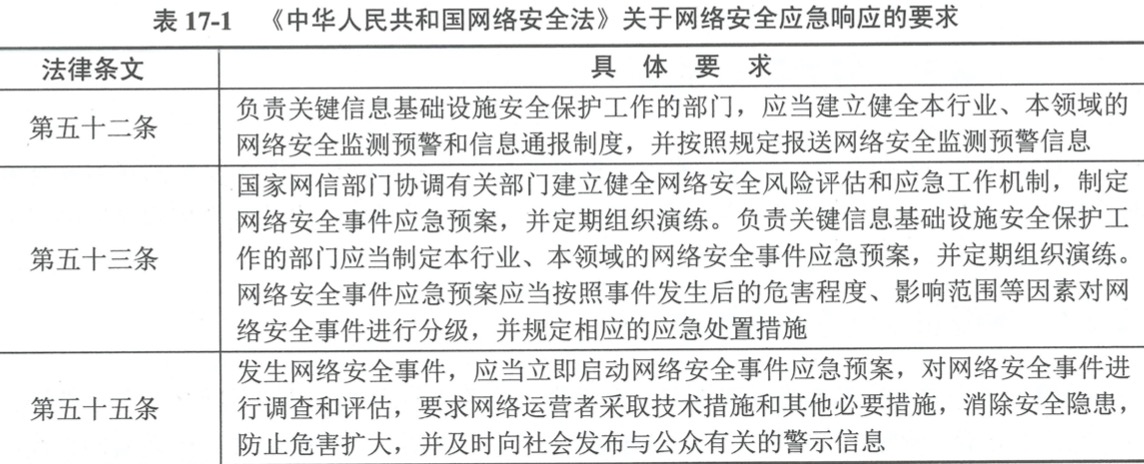 表 17-1 《中华人民共和国网络安全法》关于网络安全应急响应的要求
法律条文
具 体 要 求
第五十二条
负责关键信息基础设施安全保护工作的部门，应当建立健全本行业、本领域的
网络安全监测预警和信息通报制度，并按照规定报送网络安全监测预警信息
第五十三条
国家网信部门协调有关部门建立健全网络安全风险评估和应急工作机制，制定
网络安全事件应急预案，并定期组织演练。负责关键信息基础设施安全保护工
作的部门应当制定本行业、本领域的网络安全事件应急预案，并定期组织演练。
网络安全事件应急预案应当按照事件发生后的危害程度、影响范围等因素对网
络安全事件进行分级，并规定相应的应急处置措施
第五十五条
发生网络安全事件，应当立即启动网络安全事件应急预案，对网络安全事件进
行调查和评估，要求网络运营者采取技术措施和其他必要措施，消除安全隐患，
防止危害扩大，并及时向社会发布与公众有关的警示信息